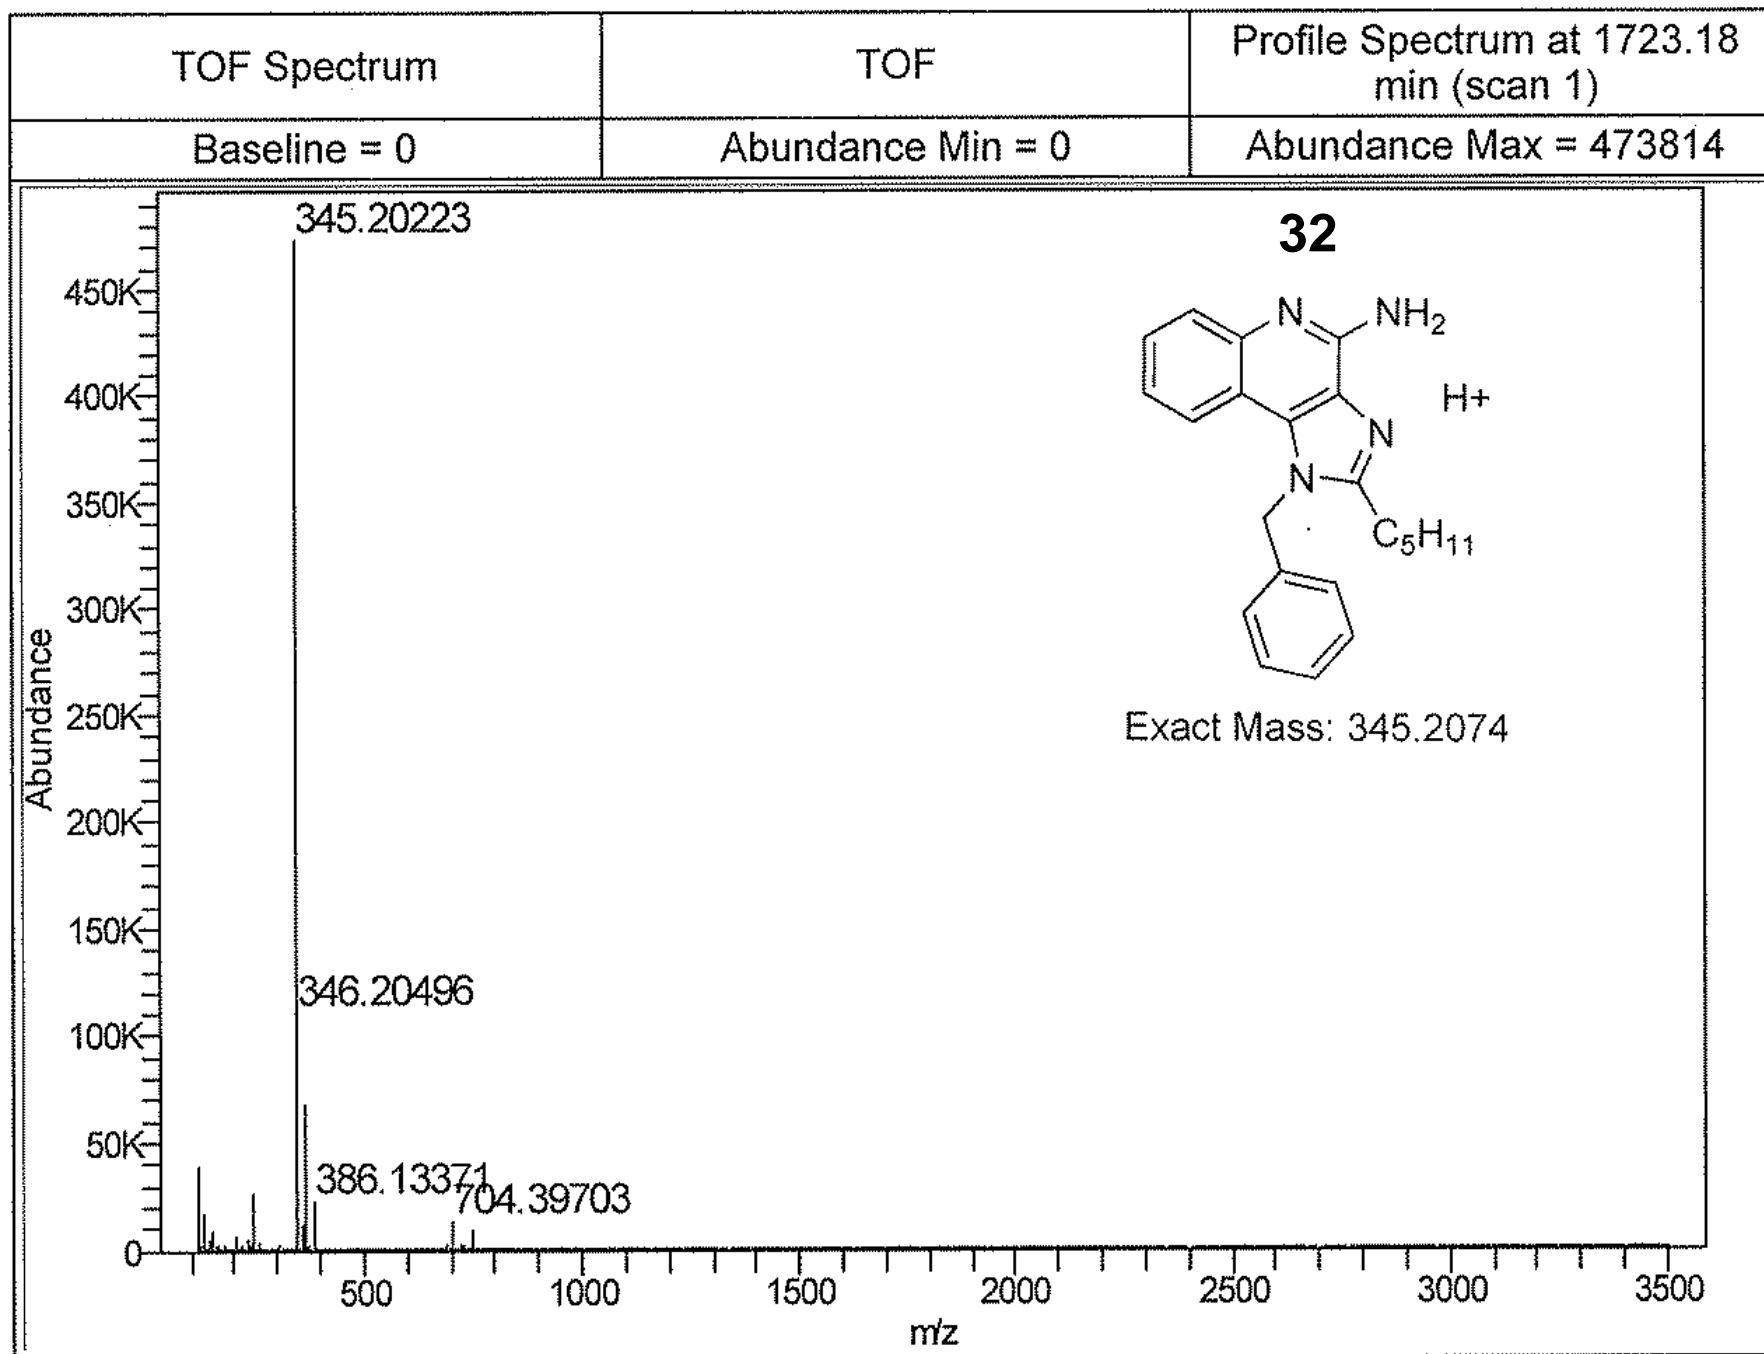 TOF Spectrum
TOF
Profile Spectrum at 1723.18
min (scan 1)
Baseline = 0
Abundance Min = 0
Abundance Max = 473814
345.20223
32
450K
N
NH2
400K
H+
N
350K
N
C5H11
300K
Abundance
250K
Exact Mass: 345.2074
200K
150K
346.20496
100K
50K
386.13371
704.39703
0
500
1000
1500
2000
2500
3000
3500
m/z